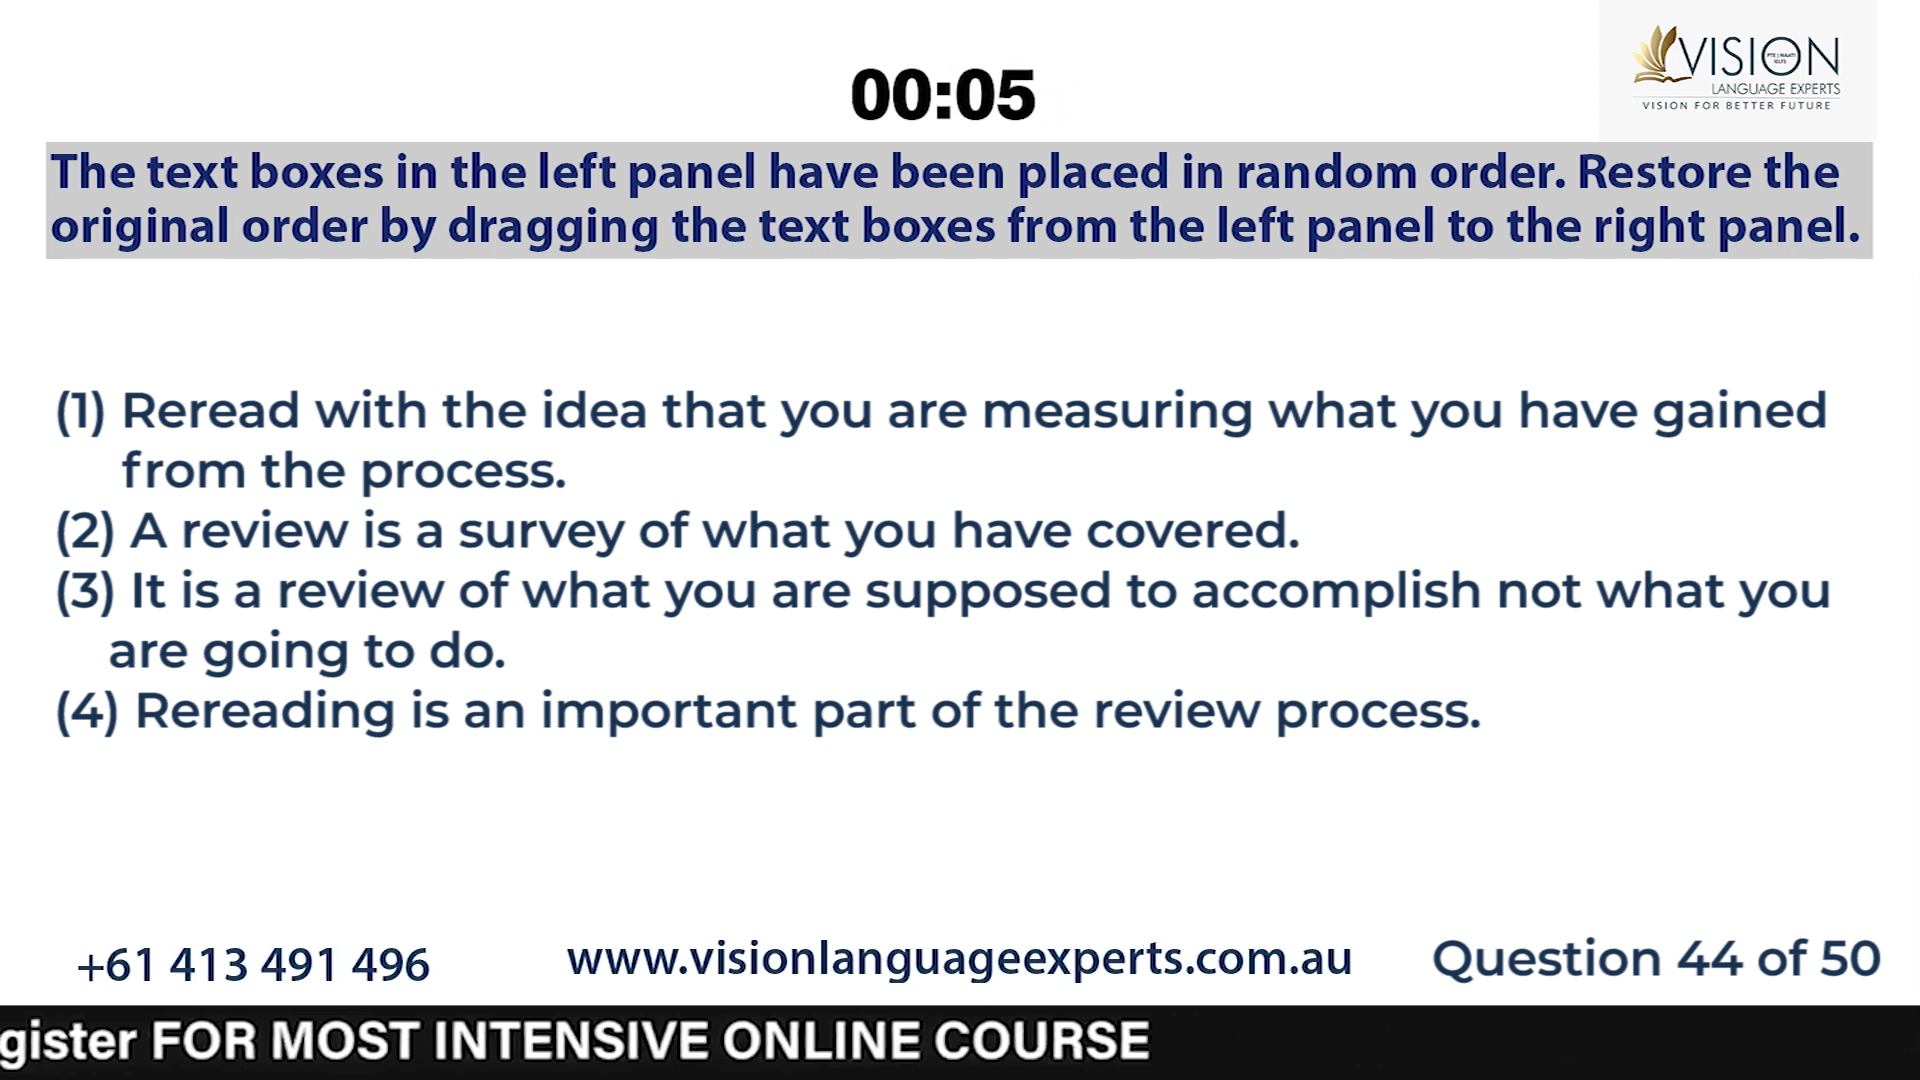 VISION
PTE | NAATI
IELTS
LANGUAGE EXPERTS
VISION FOR BETTER FUTURE
00:05
The text boxes in the left panel have been placed in random order. Restore the
original order by dragging the text boxes from the left panel to the right panel.
(1) Reread with the idea that you are measuring what you have gained
from the process.
(2) A review is a survey of what you have covered.
(3) It is a review of what you are supposed to accomplish not what you
are going to do.
(4) Rereading is an important part of the review process.
+61 413 491 496
www.visionlanguageexperts.com.au
Question 44 of 50
gister FOR MOST INTENSIVE ONLINE COURSE